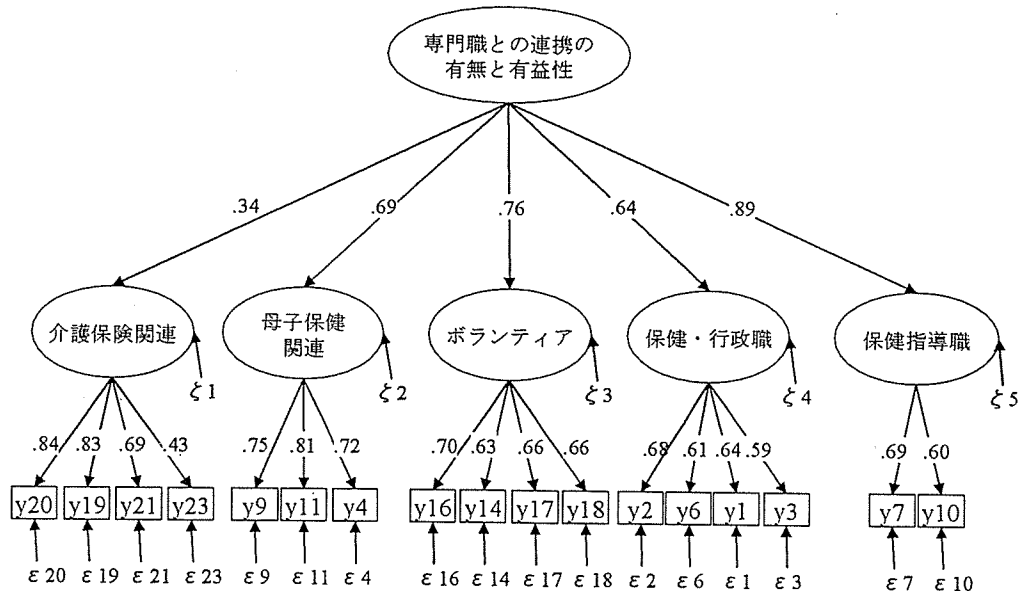 専門職との連携の
有無と有益性
.34 .69 .76 .64 .89
介護保険関連 母子保健
関連 ボランティア 保健・行政職 保健指導職
ζ1 ζ2 ζ3 ζ4 ζ5
.84 .83 .69 .43 .75 .81 .72 .70 .63 .66 .66 .68 .61 .64 .59 .69 .60
y20 y19 y21 y23 y9 y11 y4 y16 y14 y17 y18 y2 y6 y1 y3 y7 y10
ε20 ε19 ε21 ε23 ε9 ε11 ε4 ε16 ε14 ε17 ε18 ε2 ε6 ε1 ε3 ε7 ε10